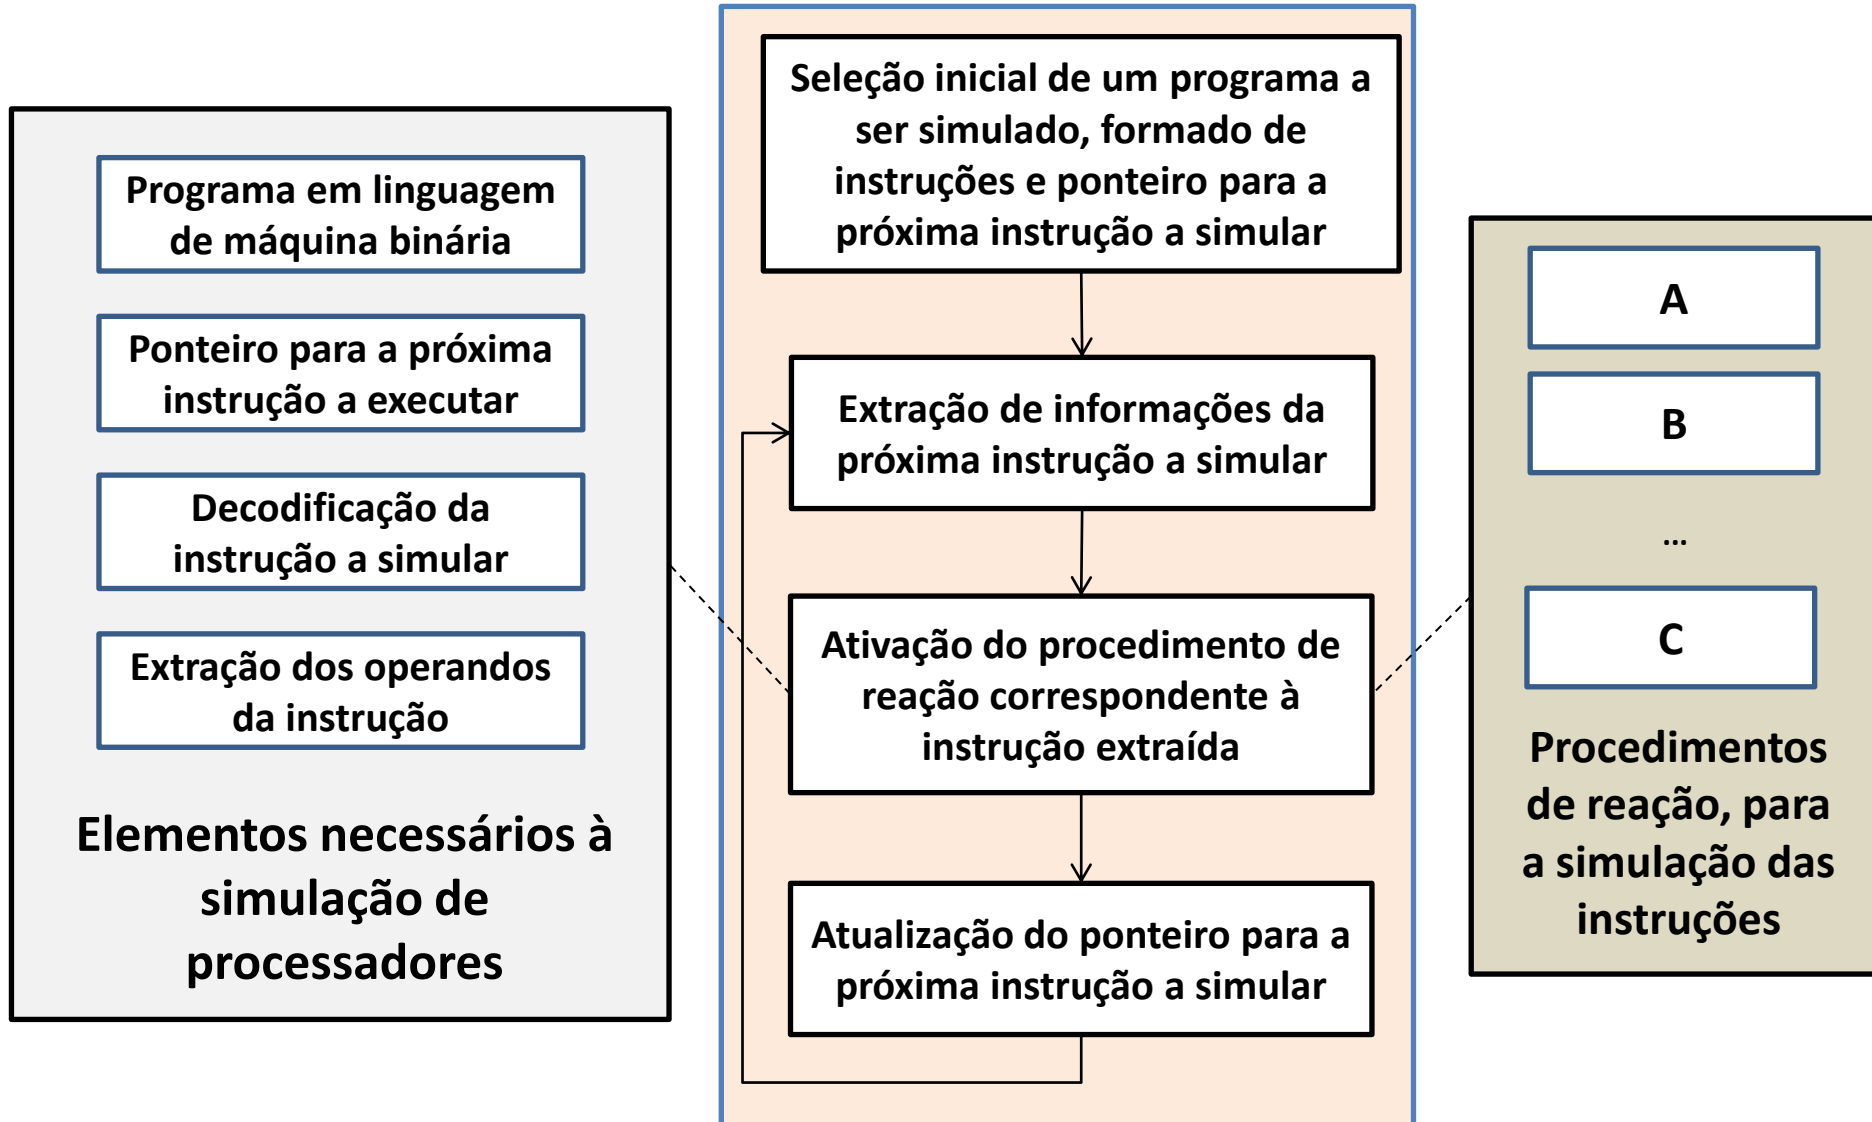 Programa em linguagem
de máquina binária
Ponteiro para a próxima
instrução a executar
Decodificação da
instrução a simular
Extração dos operandos
da instrução
Elementos necessários à
simulação de
processadores
Seleção inicial de um programa a
ser simulado, formado de
instruções e ponteiro para a
próxima instrução a simular
Extração de informações da
próxima instrução a simular
Ativação do procedimento de
reação correspondente à
instrução extraída
Atualização do ponteiro para a
próxima instrução a simular
A
B
...
C
Procedimentos
de reação, para
a simulação das
instruções